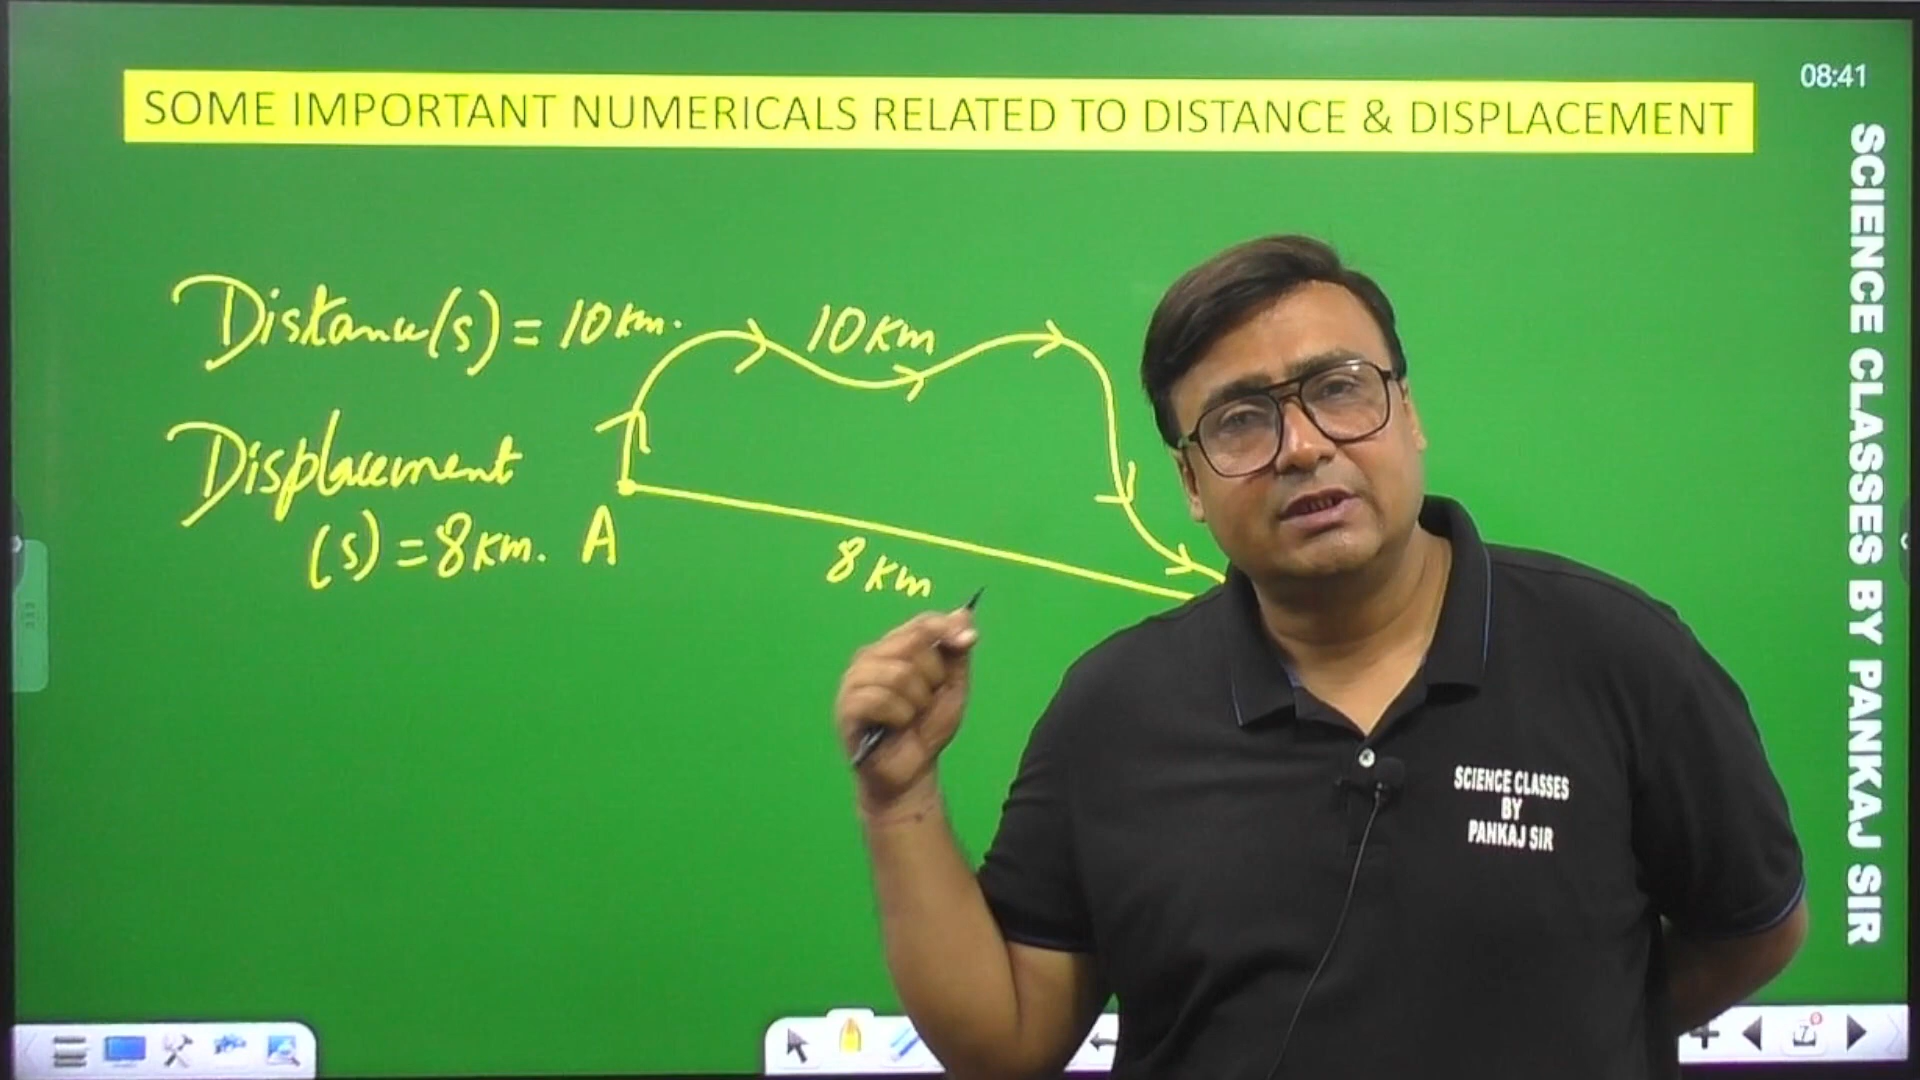 08:41
SOME IMPORTANT NUMERICALS RELATED TO DISTANCE & DISPLACEMENT
SCIENCE CLASSES BY PANKAJ SIR
Distance(s) = 10 km.
10 km
Displacement
(s) = 8 km.
A
8 km
SCIENCE CLASSES
BY
PANKAJ SIR
7